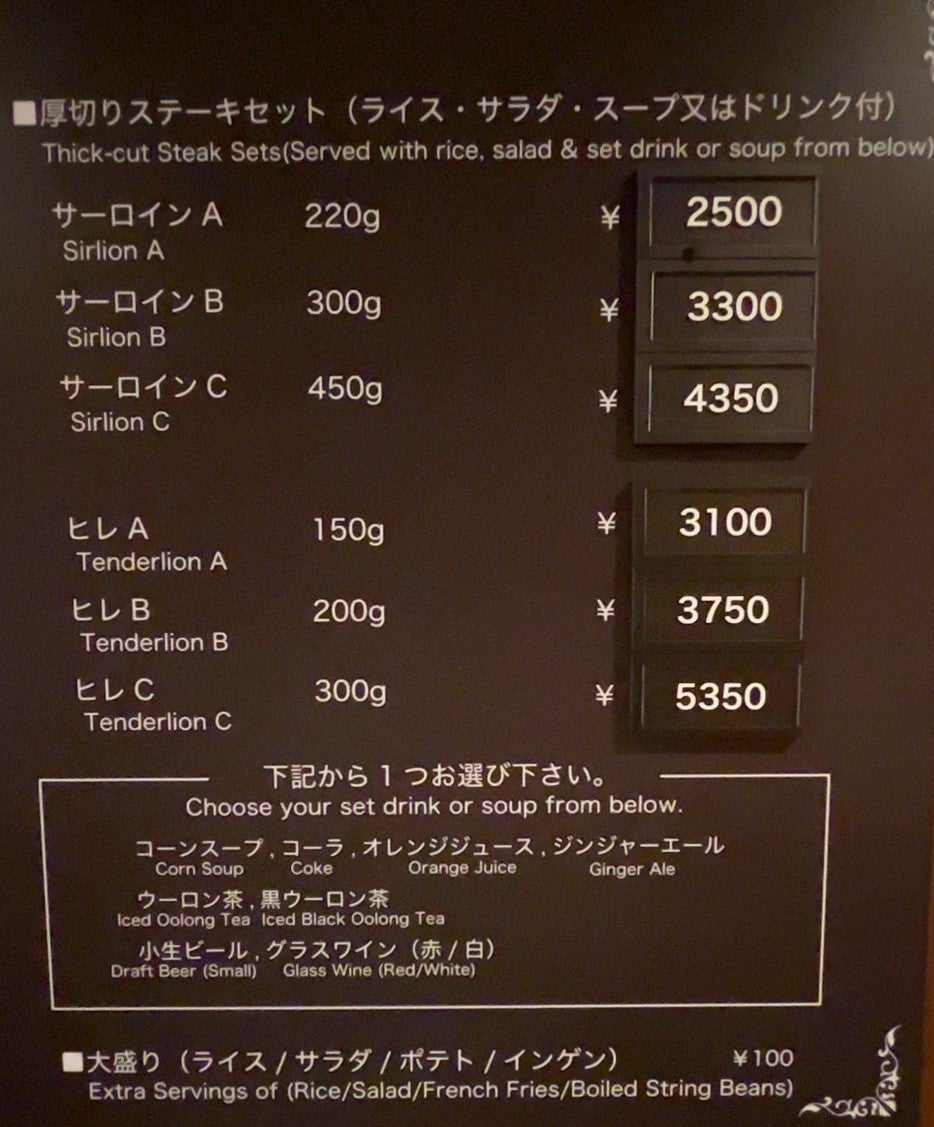 ■厚切りステーキセット（ライス・サラダ・スープ又はドリンク付）
Thick-cut Steak Sets(Served with rice, salad & set drink or soup from below)
サーロイン A 220g ¥ 2500
Sirlion A
サーロイン B 300g ¥ 3300
Sirlion B
サーロイン C 450g ¥ 4350
Sirlion C
ヒレ A 150g ¥ 3100
Tenderlion A
ヒレ B 200g ¥ 3750
Tenderlion B
ヒレ C 300g ¥ 5350
Tenderlion C
下記から 1 つお選び下さい。
Choose your set drink or soup from below.
コーンスープ , コーラ , オレンジジュース , ジンジャーエール
Corn Soup Coke Orange Juice Ginger Ale
ウーロン茶 , 黒ウーロン茶
Iced Oolong Tea Iced Black Oolong Tea
小生ビール , グラスワイン（赤 / 白）
Draft Beer (Small) Glass Wine (Red/White)
■大盛り（ライス / サラダ / ポテト / インゲン） ¥100
Extra Servings of (Rice/Salad/French Fries/Boiled String Beans)